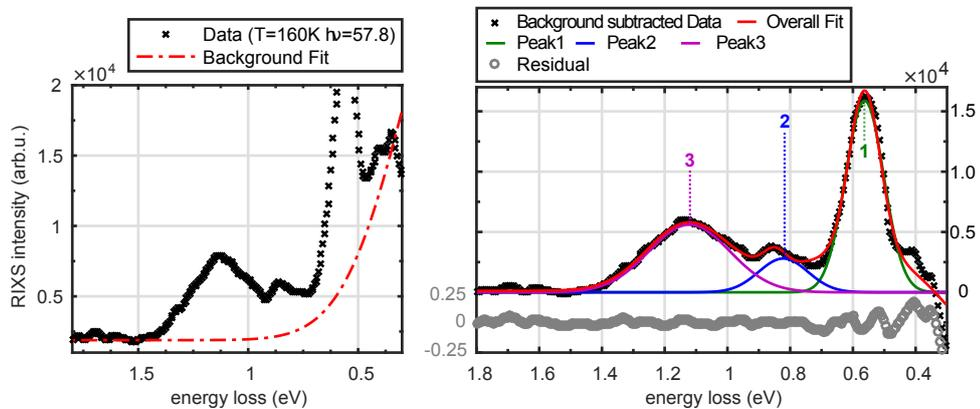 Data (T=160K hν=57.8)
Background Fit
×10⁴
2
1.5
1
0.5
RIXS intensity (arb.u.)
1.5
1
0.5
energy loss (eV)
Background subtracted Data
Overall Fit
Peak1
Peak2
Peak3
Residual
×10⁴
1.5
1.0
0.5
0
0.25
0
-0.25
3
2
1
1.8
1.6
1.4
1.2
1
0.8
0.6
0.4
energy loss (eV)